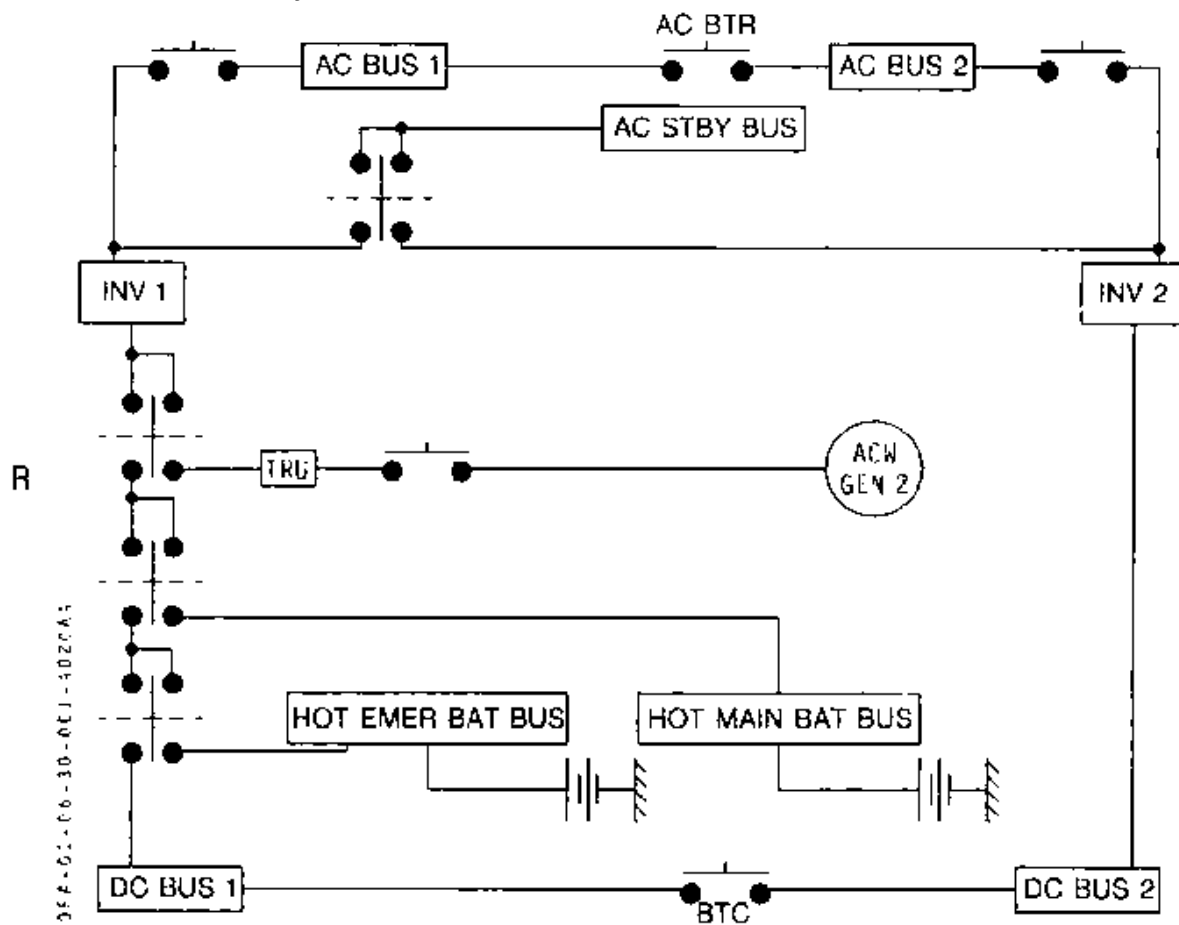 AC BTR
AC BUS 1
AC BUS 2
AC STBY BUS
INV 1
INV 2
R
TRU
ACW
GEN 2
HOT EMER BAT BUS
HOT MAIN BAT BUS
DC BUS 1
BTC
DC BUS 2